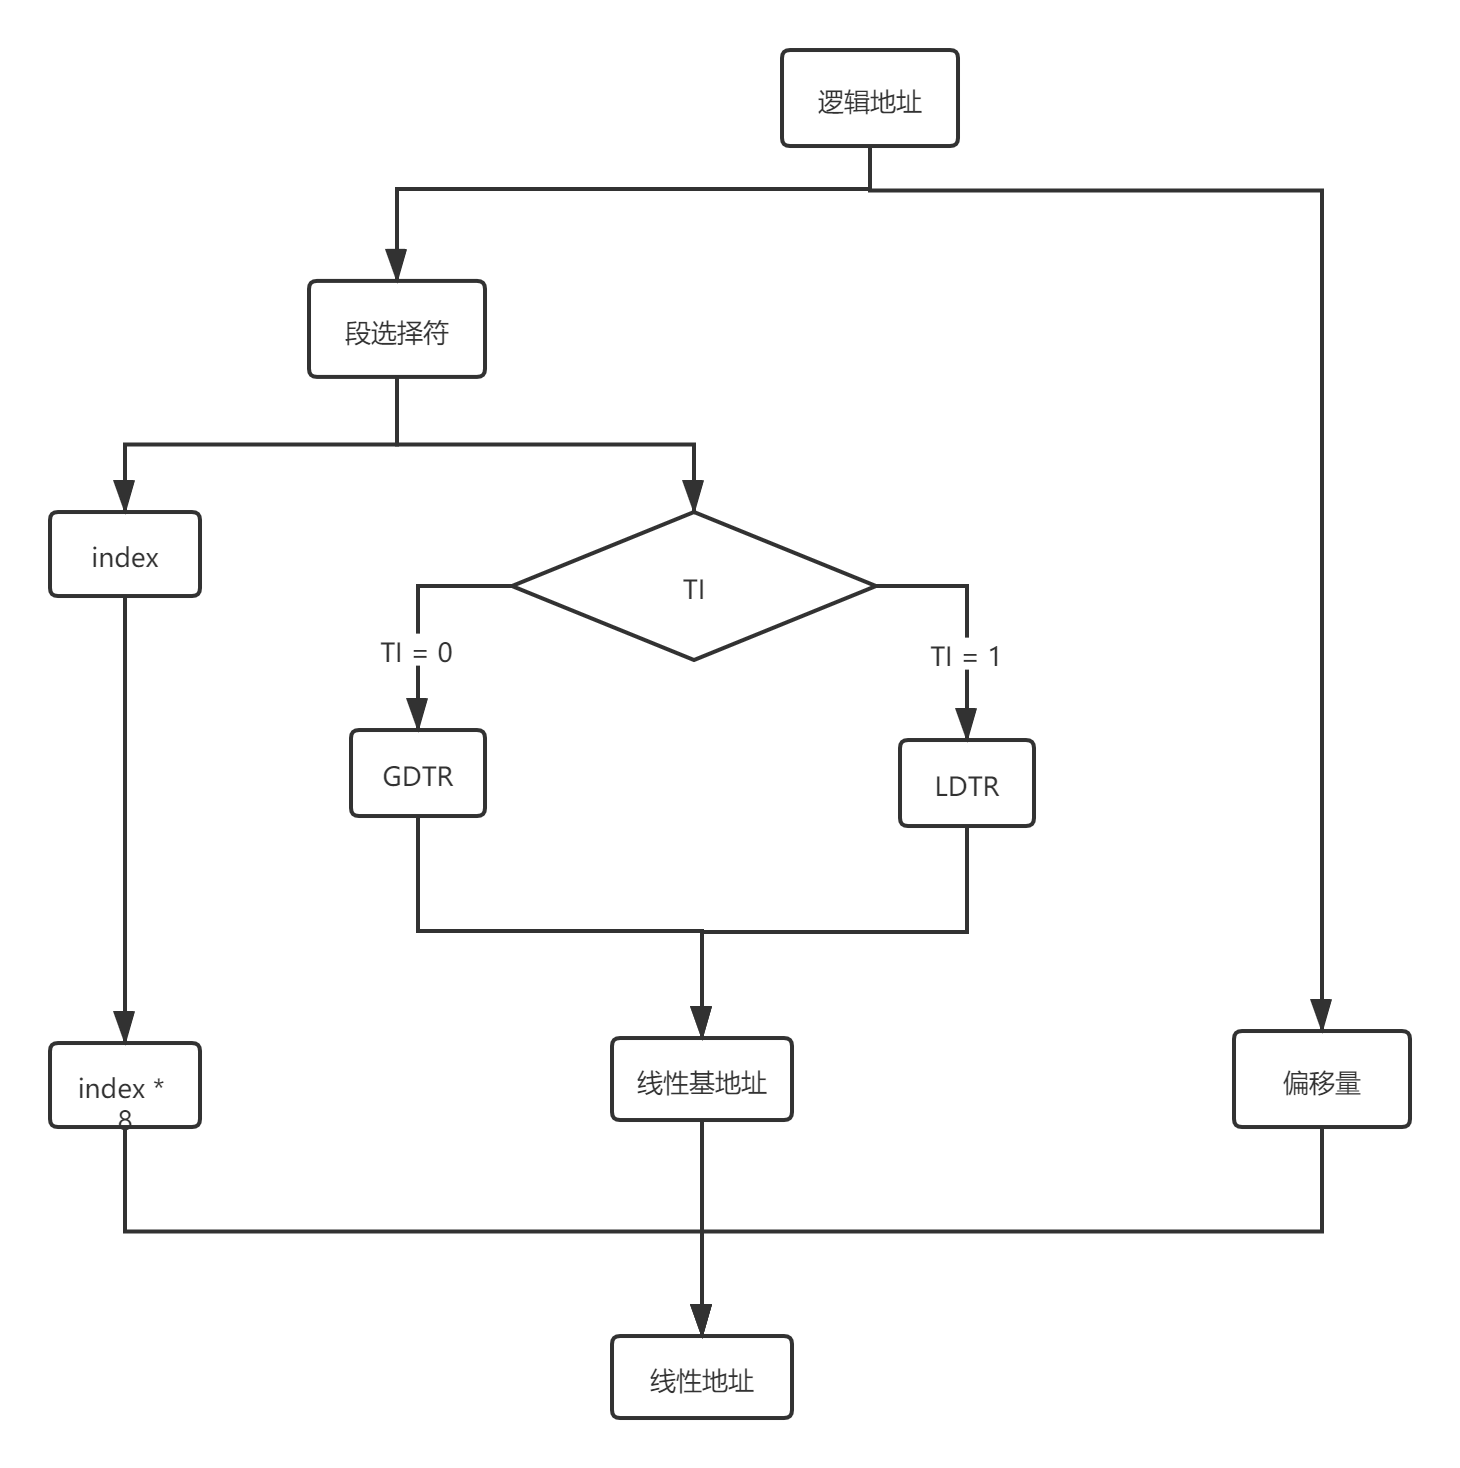 逻辑地址
段选择符
index
TI
TI = 0
TI = 1
GDTR
LDTR
index *
8
线性基地址
偏移量
线性地址